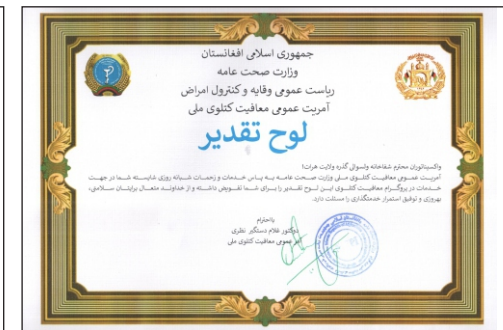 جمهوری اسلامی افغانستان
وزارت صحت عامه
ریاست عمومی وقایه و کنترول امراض
آمریت عمومی معافیت کتلوی ملی
لوح تقدیر
واکسیناتوران محترم شفاخانه ولسوالی گذره ولایت هرات!
آمریت عمومی معافیت کتلوی ملی وزارت صحت عامه به پاس خدمات و زحمات شبانه روزی شایسته شما در جهت
خدمات در پروگرام معافیت کتلوی این لوح تقدیر را برای شما تفویض داشته و از خداوند متعال برایتان سلامتی،
بهروزی و توفیق استمرار خدمتگذاری را مسئلت دارد.
بااحترام
دوکتور غلام دستگیر نظری
آمر عمومی معافیت کتلوی ملی